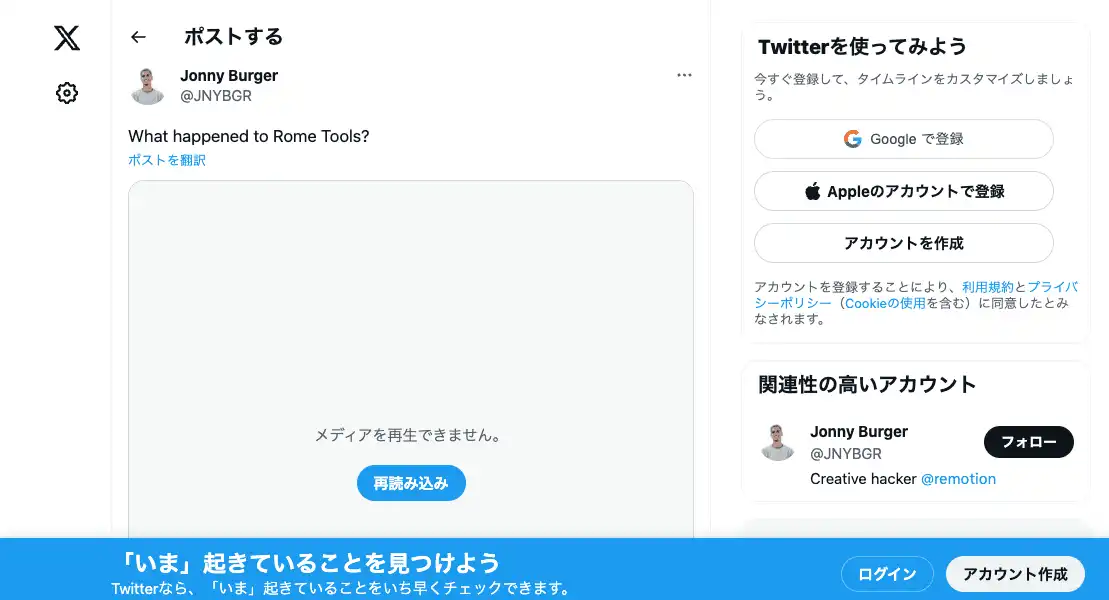 ポストする
Jonny Burger
@JNYBGR
What happened to Rome Tools?
ポストを翻訳
メディアを再生できません。
再読み込み
Twitterを使ってみよう
今すぐ登録して、タイムラインをカスタマイズしましょ
う。
Google で登録
Appleのアカウントで登録
アカウントを作成
アカウントを登録することにより、利用規約とプライバ
シーポリシー（Cookieの使用を含む）に同意したとみ
なされます。
関連性の高いアカウント
Jonny Burger
@JNYBGR
フォロー
Creative hacker @remotion
「いま」起きていることを見つけよう
Twitterなら、「いま」起きていることをいち早くチェックできます。
ログイン
アカウント作成